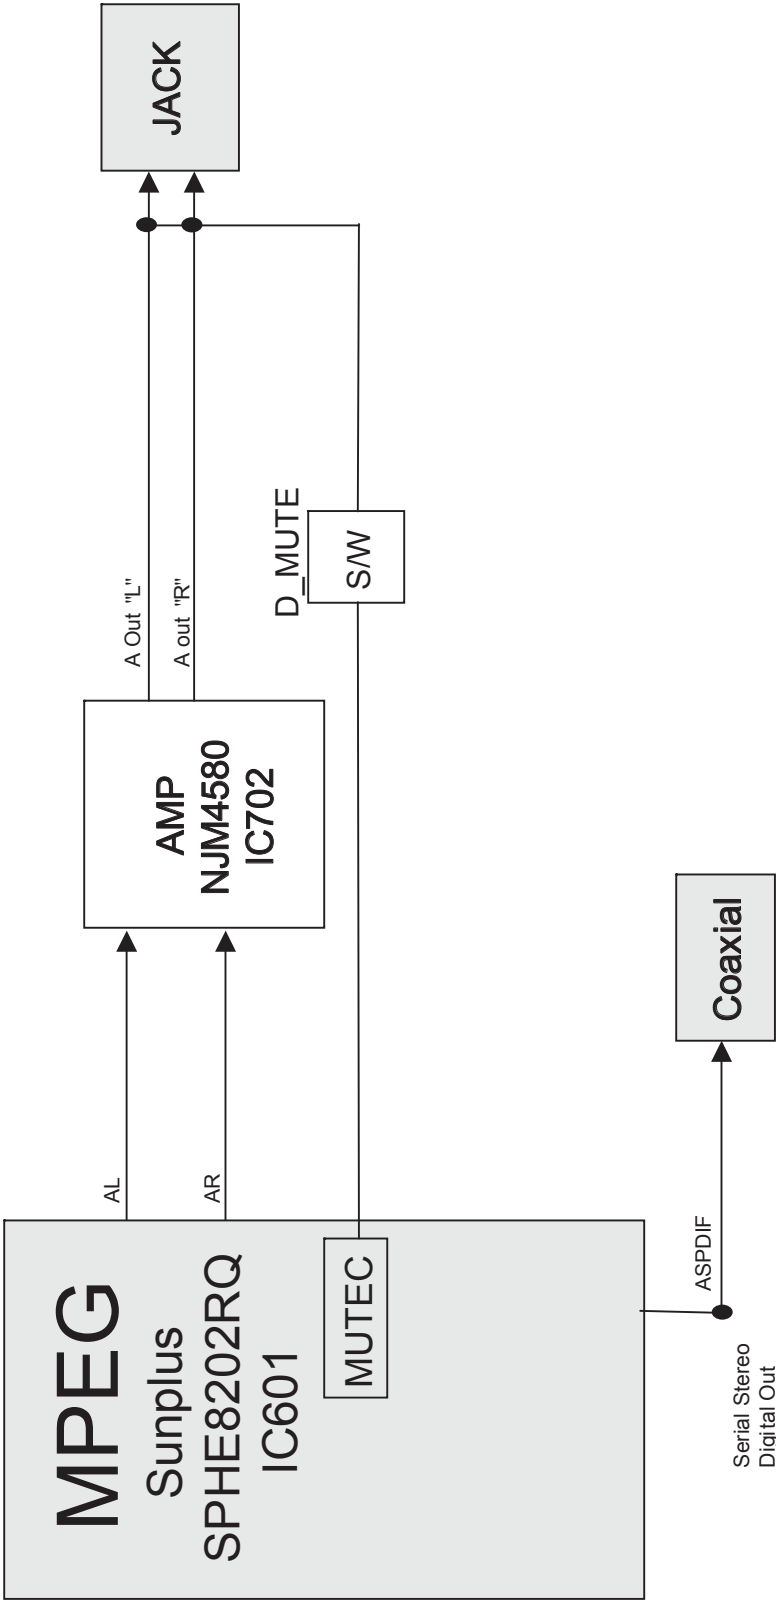 MPEG
Sunplus
SPHE8202RQ
IC601
MUTEC
AL
AR
AMP
NJM4580
IC702
A Out "L"
A out "R"
D_MUTE
S/W
JACK
ASPDIF
Serial Stereo
Digital Out
Coaxial